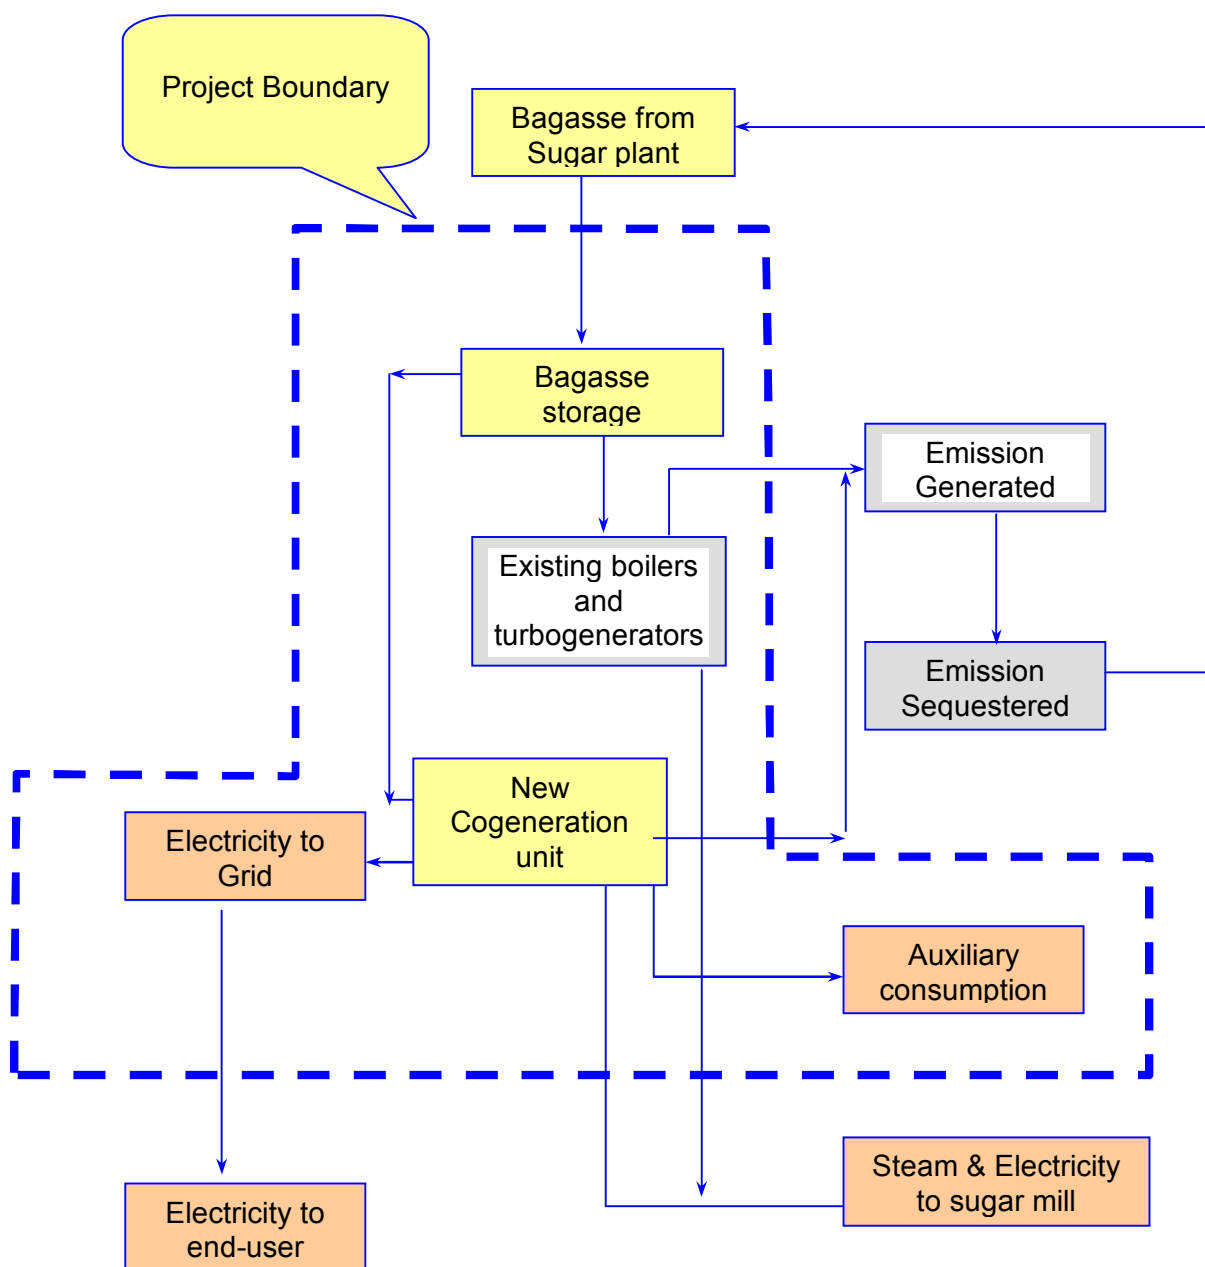 Project Boundary
Bagasse from
Sugar plant
Bagasse
storage
Emission
Generated
Existing boilers
and
turbogenerators
Emission
Sequestered
New
Cogeneration
unit
Electricity to
Grid
Auxiliary
consumption
Steam & Electricity
to sugar mill
Electricity to
end-user